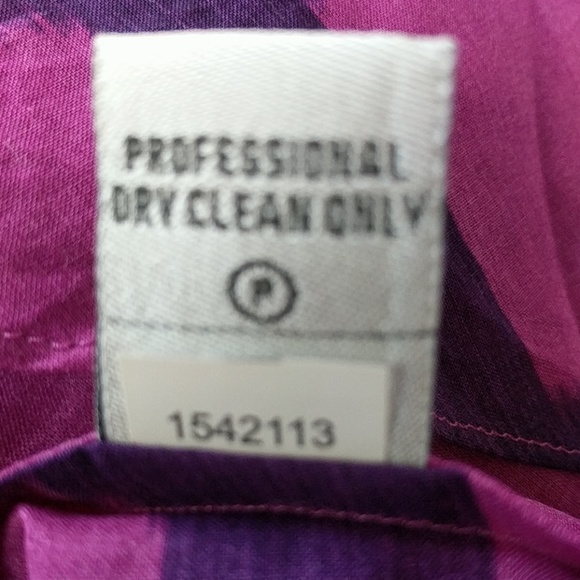 PROFESSIONAL
DRY CLEAN ONLY
P
1542113